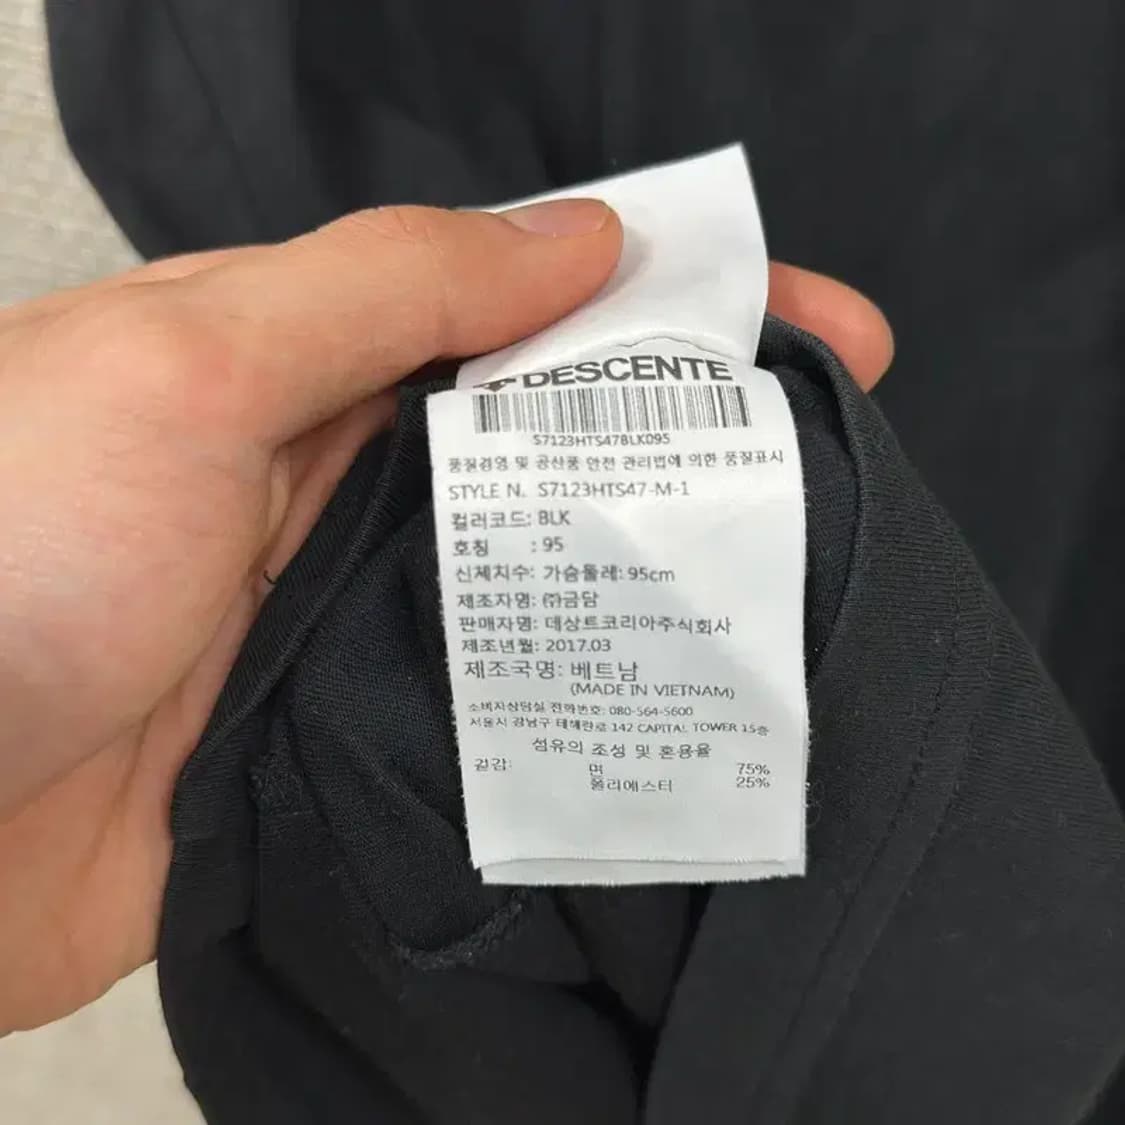 DESCENTE
S7123HTS47BLK095
품질경영 및 공산품 안전 관리법에 의한 품질표시
STYLE N. S7123HTS47-M-1
컬러코드: BLK
호칭 : 95
신체치수: 가슴둘레: 95cm
제조자명: ㈜금담
판매자명: 데상트코리아주식회사
제조년월: 2017.03
제조국명: 베트남
(MADE IN VIETNAM)
소비자상담실 전화번호: 080-564-5600
서울시 강남구 테헤란로 142 CAPITAL TOWER 15층
섬유의 조성 및 혼용율
겉감: 면 75%
폴리에스터 25%